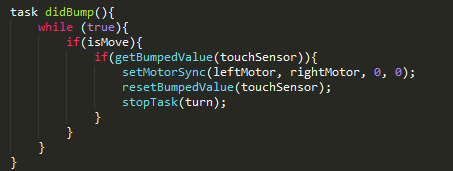 task didBump(){
    while (true){
        if(isMove){
            if(getBumpedValue(touchSensor)){
                setMotorSync(leftMotor, rightMotor, 0, 0);
                resetBumpedValue(touchSensor);
                stopTask(turn);
            }
        }
    }
}